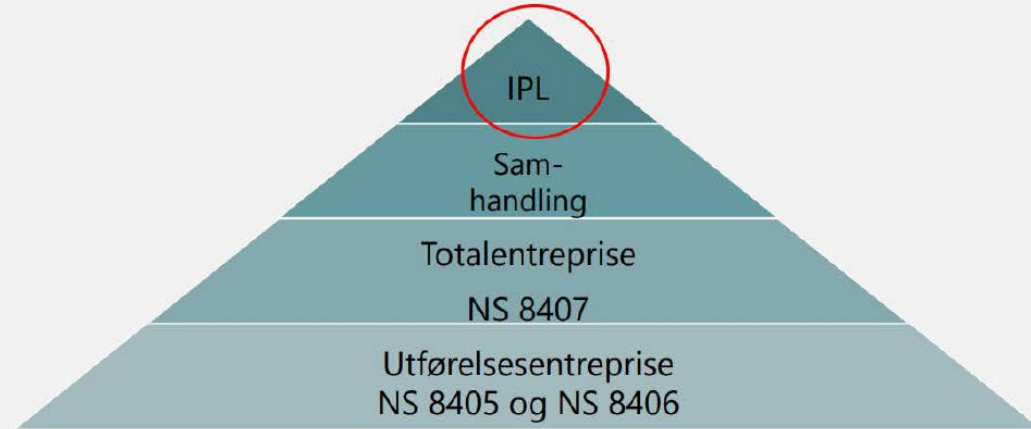 IPL
Sam-
handling
Totalentreprise
NS 8407
Utførelsesentreprise
NS 8405 og NS 8406